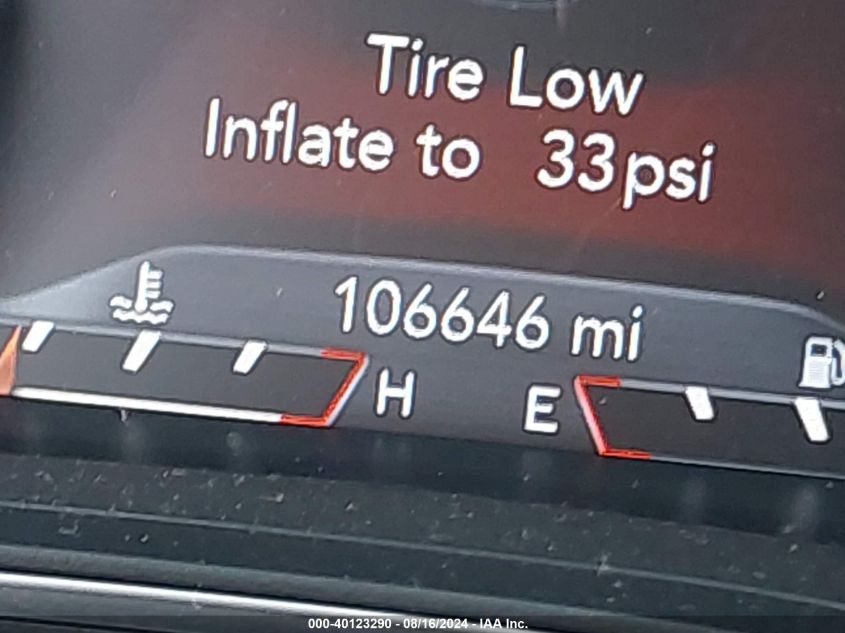 Tire Low
Inflate to 33psi
106646 mi
H E
000-40123290 - 08/16/2024 - IAA Inc.